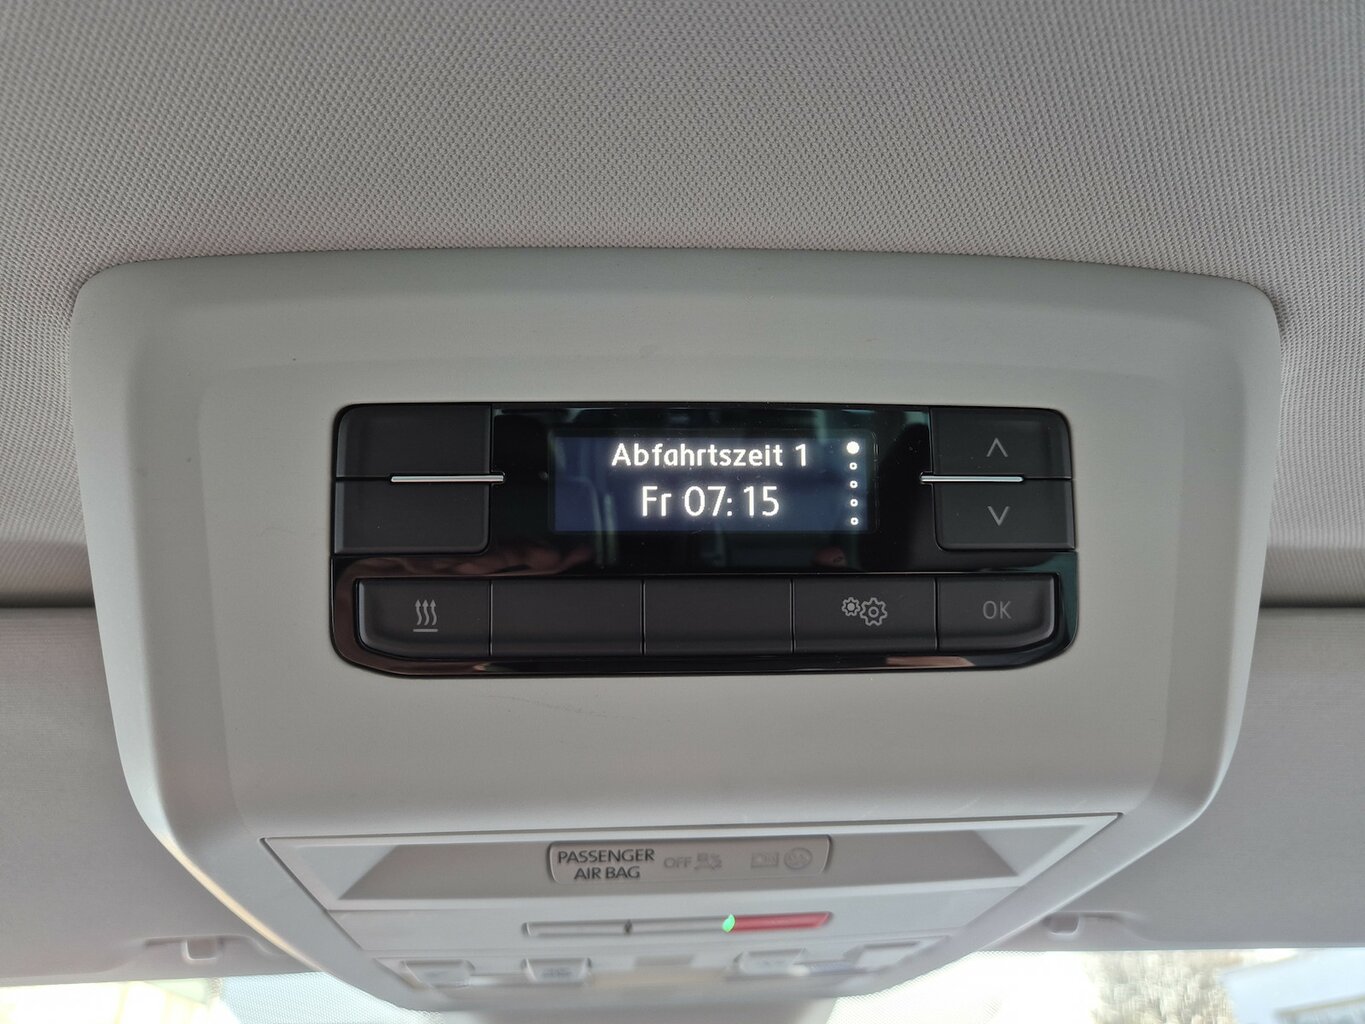 Abfahrtszeit 1
Fr 07:15
OK
PASSENGER
AIR BAG
OFF